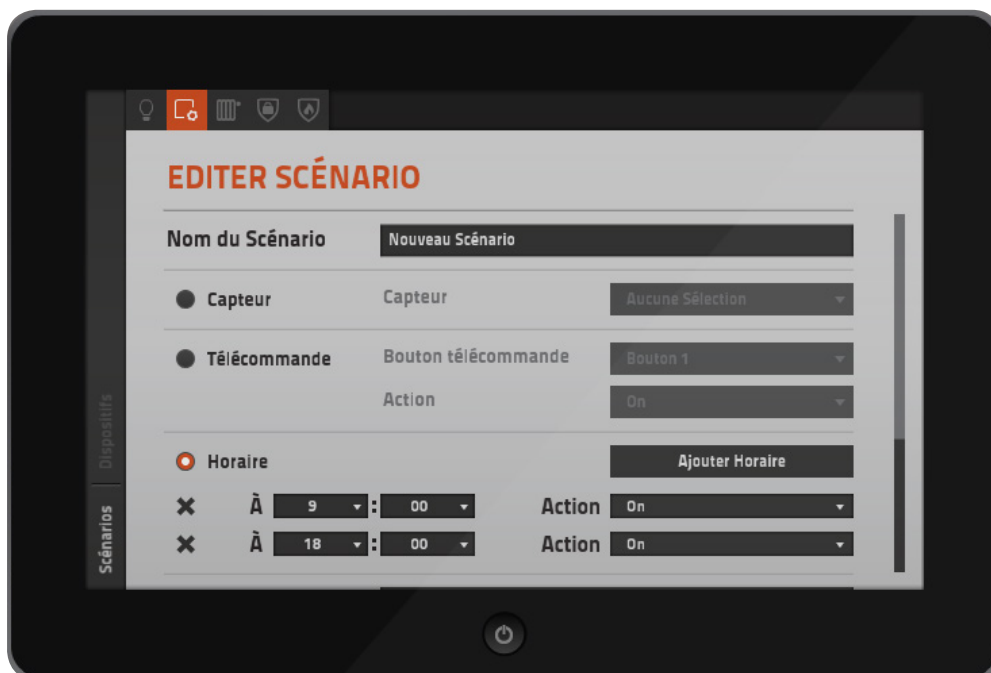 EDITER SCÉNARIO
Nom du Scénario Nouveau Scénario
Capteur Capteur Aucune Sélection
Télécommande Bouton télécommande Bouton 1
Action On
Horaire Ajouter Horaire
À 9 : 00 Action On
À 18 : 00 Action On
Dispositifs
Scénarios